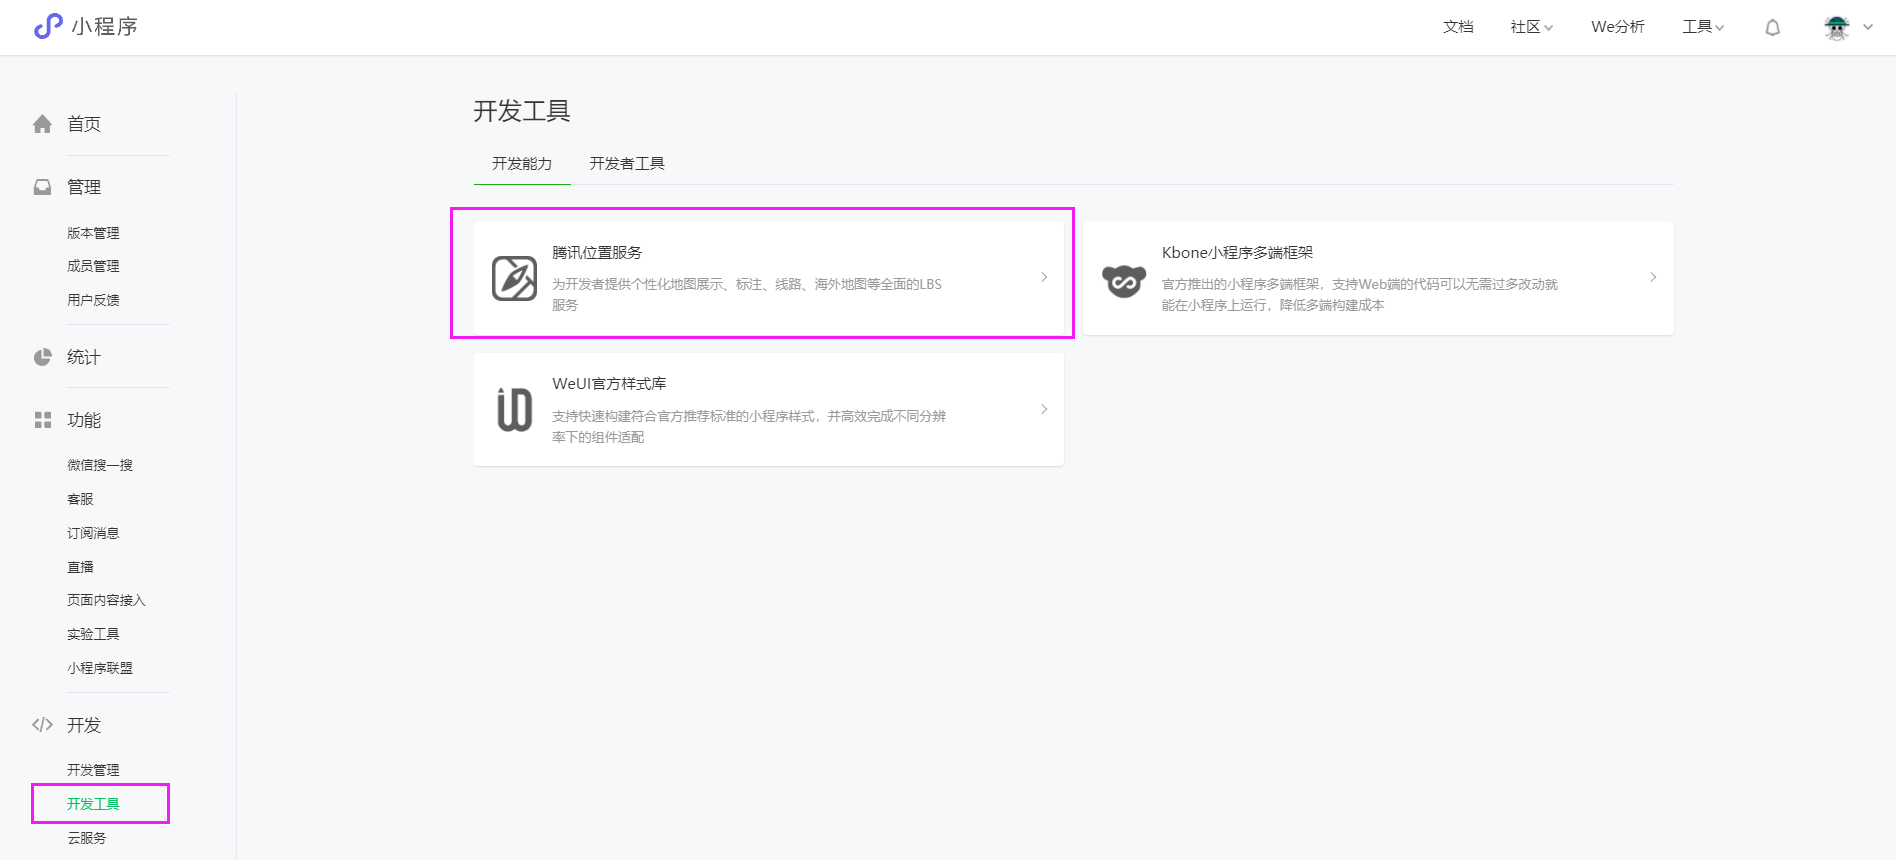 小程序
文档
社区
We分析
工具
首页
管理
版本管理
成员管理
用户反馈
统计
功能
微信搜一搜
客服
订阅消息
直播
页面内容接入
实验工具
小程序联盟
开发
开发管理
开发工具
云服务
开发工具
开发能力
开发者工具
腾讯位置服务
为开发者提供个性化地图展示、标注、线路、海外地图等全面的LBS
服务
Kbone小程序多端框架
官方推出的小程序多端框架，支持Web端的代码可以无需过多改动就
能在小程序上运行，降低多端构建成本
WeUI官方样式库
支持快速构建符合官方推荐标准的小程序样式，并高效完成不同分辨
率下的组件适配